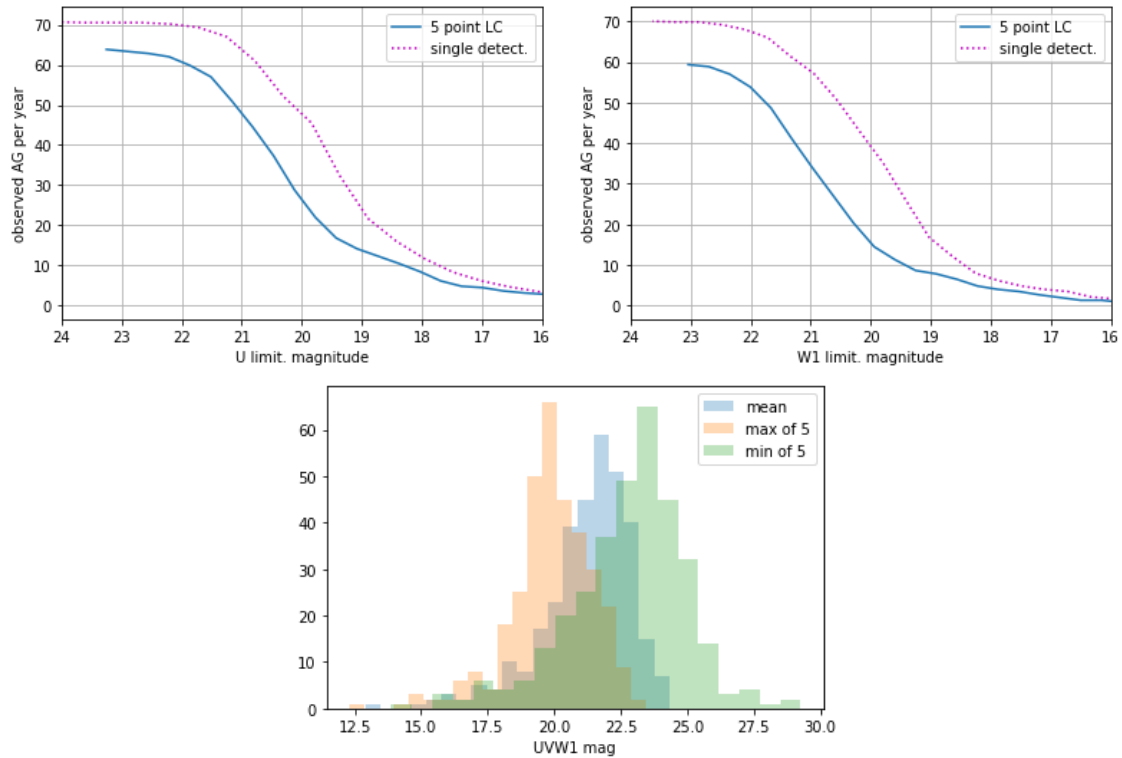 5 point LC
single detect.
observed AG per year
70
60
50
40
30
20
10
0
24 23 22 21 20 19 18 17 16
U limit. magnitude
5 point LC
single detect.
observed AG per year
70
60
50
40
30
20
10
0
24 23 22 21 20 19 18 17 16
W1 limit. magnitude
mean
max of 5
min of 5
60
50
40
30
20
10
0
12.5 15.0 17.5 20.0 22.5 25.0 27.5 30.0
UVW1 mag